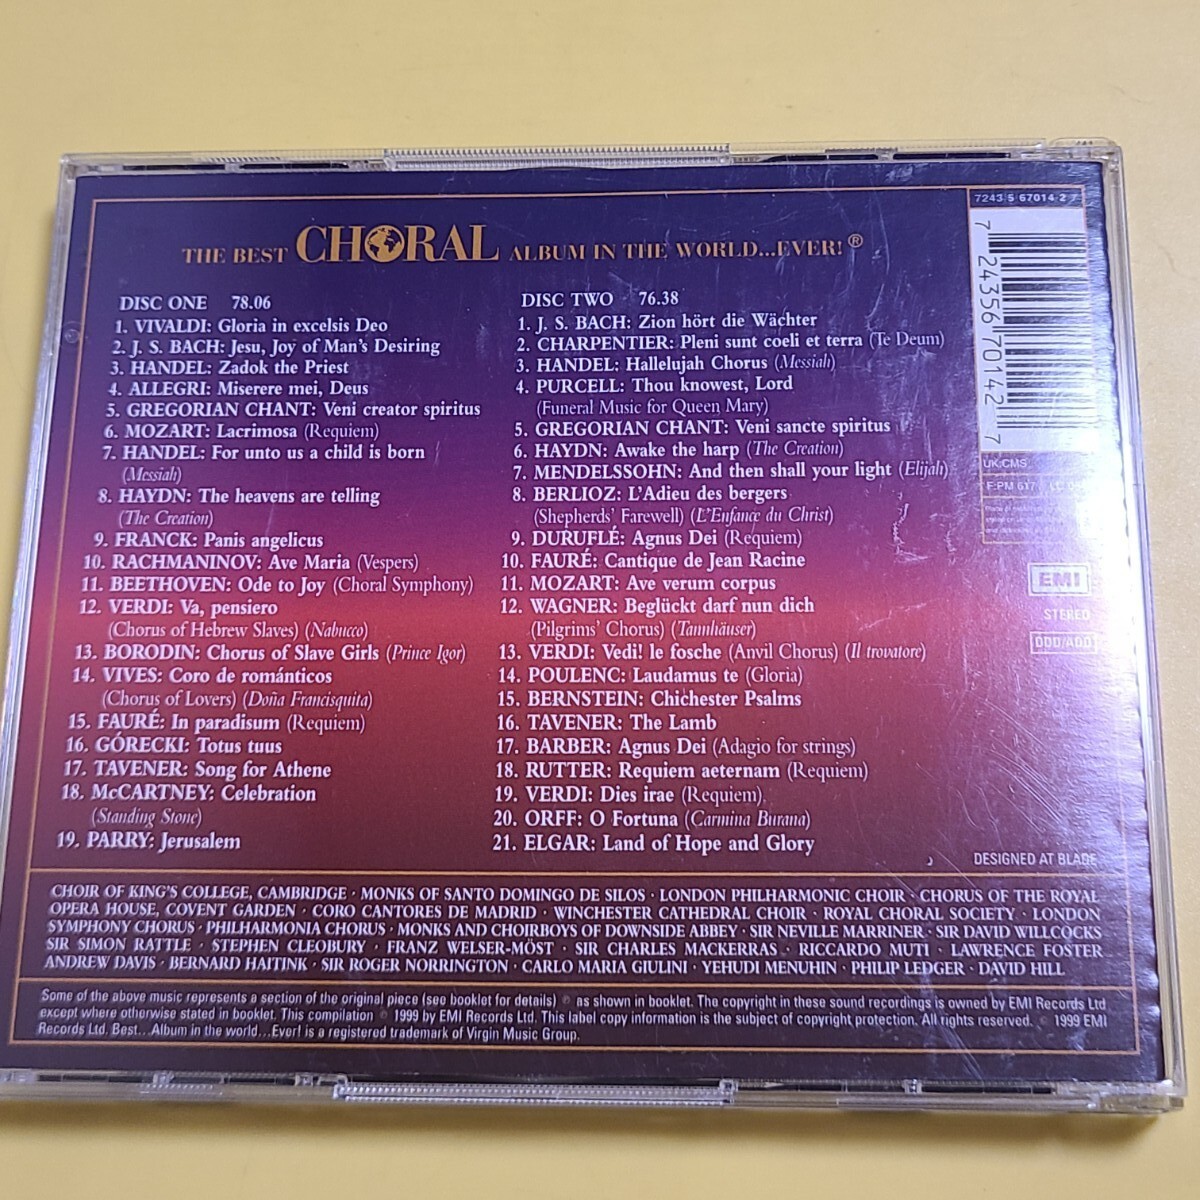 THE BEST CHORAL ALBUM IN THE WORLD...EVER! ®
DISC ONE 78.06
1. VIVALDI: Gloria in excelsis Deo
2. J. S. BACH: Jesu, Joy of Man's Desiring
3. HANDEL: Zadok the Priest
4. ALLEGRI: Miserere mei, Deus
5. GREGORIAN CHANT: Veni creator spiritus
6. MOZART: Lacrimosa (Requiem)
7. HANDEL: For unto us a child is born
(Messiah)
8. HAYDN: The heavens are telling
(The Creation)
9. FRANCK: Panis angelicus
10. RACHMANINOV: Ave Maria (Vespers)
11. BEETHOVEN: Ode to Joy (Choral Symphony)
12. VERDI: Va, pensiero
(Chorus of Hebrew Slaves) (Nabucco)
13. BORODIN: Chorus of Slave Girls (Prince Igor)
14. VIVES: Coro de románticos
(Chorus of Lovers) (Doña Francisquita)
15. FAURÉ: In paradisum (Requiem)
16. GÓRECKI: Totus tuus
17. TAVENER: Song for Athene
18. McCARTNEY: Celebration
(Standing Stone)
19. PARRY: Jerusalem
DISC TWO 76.38
1. J. S. BACH: Zion hört die Wächter
2. CHARPENTIER: Pleni sunt coeli et terra (Te Deum)
3. HANDEL: Hallelujah Chorus (Messiah)
4. PURCELL: Thou knowest, Lord
(Funeral Music for Queen Mary)
5. GREGORIAN CHANT: Veni sancte spiritus
6. HAYDN: Awake the harp (The Creation)
7. MENDELSSOHN: And then shall your light (Elijah)
8. BERLIOZ: L'Adieu des bergers
(Shepherds' Farewell) (L'Enfance du Christ)
9. DURUFLÉ: Agnus Dei (Requiem)
10. FAURÉ: Cantique de Jean Racine
11. MOZART: Ave verum corpus
12. WAGNER: Beglückt darf nun dich
(Pilgrims' Chorus) (Tannhäuser)
13. VERDI: Vedi! le fosche (Anvil Chorus) (Il trovatore)
14. POULENC: Laudamus te (Gloria)
15. BERNSTEIN: Chichester Psalms
16. TAVENER: The Lamb
17. BARBER: Agnus Dei (Adagio for strings)
18. RUTTER: Requiem aeternam (Requiem)
19. VERDI: Dies irae (Requiem)
20. ORFF: O Fortuna (Carmina Burana)
21. ELGAR: Land of Hope and Glory
7243 5 67014 2 7
7 24356 70142 7
UK:CMS
F:PM 617
EMI
STEREO
DDD/ADD
DESIGNED AT BLADE
CHOIR OF KING'S COLLEGE, CAMBRIDGE · MONKS OF SANTO DOMINGO DE SILOS · LONDON PHILHARMONIC CHOIR · CHORUS OF THE ROYAL
OPERA HOUSE, COVENT GARDEN · CORO CANTORES DE MADRID · WINCHESTER CATHEDRAL CHOIR · ROYAL CHORAL SOCIETY · LONDON
SYMPHONY CHORUS · PHILHARMONIA CHORUS · MONKS AND CHOIRBOYS OF DOWNSIDE ABBEY · SIR NEVILLE MARRINER · SIR DAVID WILLCOCKS
SIR SIMON RATTLE · STEPHEN CLEOBURY · FRANZ WELSER-MÖST · SIR CHARLES MACKERRAS · RICCARDO MUTI · LAWRENCE FOSTER
ANDREW DAVIS · BERNARD HAITINK · SIR ROGER NORRINGTON · CARLO MARIA GIULINI · YEHUDI MENUHIN · PHILIP LEDGER · DAVID HILL
Some of the above music represents a section of the original piece (see booklet for details) ℗ as shown in booklet. The copyright in these sound recordings is owned by EMI Records Ltd
except where otherwise stated in booklet. This compilation ℗ 1999 by EMI Records Ltd. This label copy information is the subject of copyright protection. All rights reserved. © 1999 EMI
Records Ltd. Best...Album in the world...Ever! is a registered trademark of Virgin Music Group.